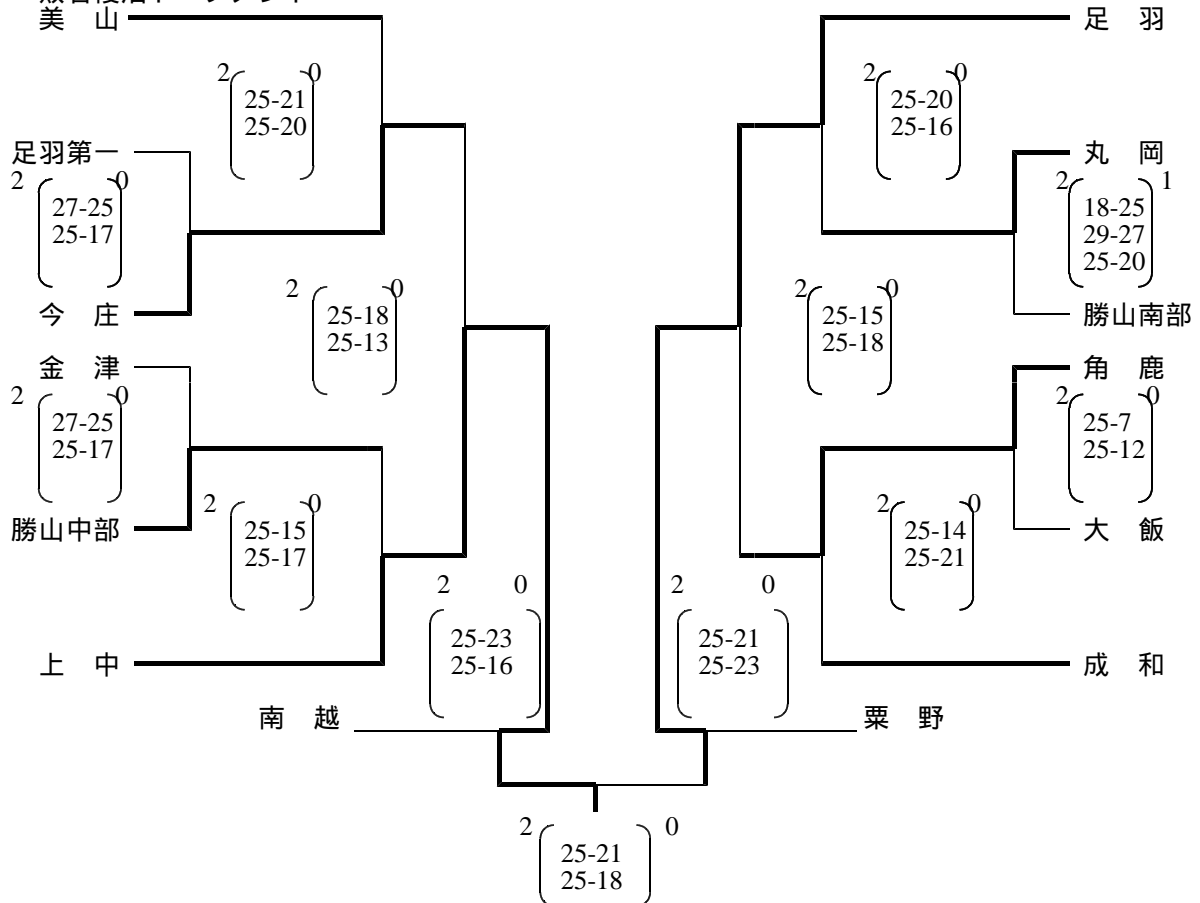 美　山
足　羽
2 0
25-21
25-20
2 0
25-20
25-16
足羽第一
丸　岡
2 0
27-25
25-17
2 1
18-25
29-27
25-20
今　庄
勝山南部
2 0
25-18
25-13
2 0
25-15
25-18
金　津
角　鹿
2 0
27-25
25-17
2 0
25-7
25-12
勝山中部
大　飯
2 0
25-15
25-17
2 0
25-14
25-21
上　中
成　和
2 0
25-23
25-16
2 0
25-21
25-23
南　越
粟　野
2 0
25-21
25-18